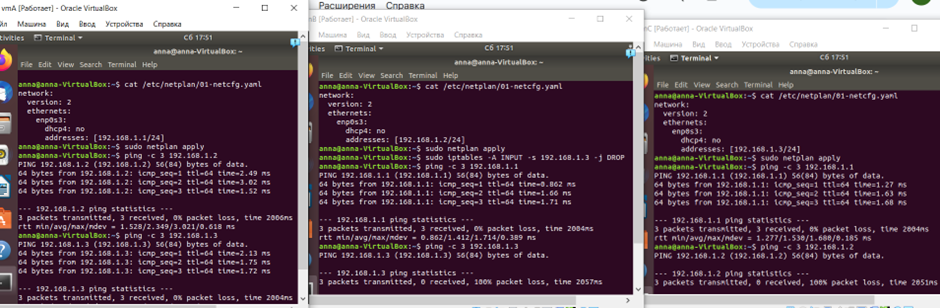 Расширения Справка
vmA [Работает] - Oracle VirtualBox
Машина Вид Ввод Устройства Справка
Terminal
Сб 17:51
anna@anna-VirtualBox: ~
File Edit View Search Terminal Help
anna@anna-VirtualBox:~$ cat /etc/netplan/01-netcfg.yaml
network:
version: 2
ethernets:
enp0s3:
dhcp4: no
addresses: [192.168.1.1/24]
anna@anna-VirtualBox:~$ sudo netplan apply
anna@anna-VirtualBox:~$ ping -c 3 192.168.1.2
PING 192.168.1.2 (192.168.1.2) 56(84) bytes of data.
64 bytes from 192.168.1.2: icmp_seq=1 ttl=64 time=2.49 ms
64 bytes from 192.168.1.2: icmp_seq=2 ttl=64 time=3.02 ms
64 bytes from 192.168.1.2: icmp_seq=3 ttl=64 time=1.52 ms
--- 192.168.1.2 ping statistics ---
3 packets transmitted, 3 received, 0% packet loss, time 2006ms
rtt min/avg/max/mdev = 1.528/2.349/3.021/0.618 ms
anna@anna-VirtualBox:~$ ping -c 3 192.168.1.3
PING 192.168.1.3 (192.168.1.3) 56(84) bytes of data.
64 bytes from 192.168.1.3: icmp_seq=1 ttl=64 time=2.13 ms
64 bytes from 192.168.1.3: icmp_seq=2 ttl=64 time=1.75 ms
64 bytes from 192.168.1.3: icmp_seq=3 ttl=64 time=1.72 ms
--- 192.168.1.3 ping statistics ---
3 packets transmitted, 3 received, 0% packet loss, time 2004ms
[Работает] - Oracle VirtualBox
Машина Вид Ввод Устройства Справка
Terminal
Сб 17:51
anna@anna-VirtualBox: ~
File Edit View Search Terminal Help
anna@anna-VirtualBox:~$ cat /etc/netplan/01-netcfg.yaml
network:
version: 2
ethernets:
enp0s3:
dhcp4: no
addresses: [192.168.1.2/24]
anna@anna-VirtualBox:~$ sudo netplan apply
anna@anna-VirtualBox:~$ sudo iptables -A INPUT -s 192.168.1.3 -j DROP
anna@anna-VirtualBox:~$ ping -c 3 192.168.1.1
PING 192.168.1.1 (192.168.1.1) 56(84) bytes of data.
64 bytes from 192.168.1.1: icmp_seq=1 ttl=64 time=0.862 ms
64 bytes from 192.168.1.1: icmp_seq=2 ttl=64 time=1.66 ms
64 bytes from 192.168.1.1: icmp_seq=3 ttl=64 time=1.71 ms
--- 192.168.1.1 ping statistics ---
3 packets transmitted, 3 received, 0% packet loss, time 2004ms
rtt min/avg/max/mdev = 0.862/1.412/1.714/0.389 ms
anna@anna-VirtualBox:~$ ping -c 3 192.168.1.3
PING 192.168.1.3 (192.168.1.3) 56(84) bytes of data.
--- 192.168.1.3 ping statistics ---
3 packets transmitted, 0 received, 100% packet loss, time 2057ms
[Работает] - Oracle VirtualBox
Машина Вид Ввод Устройства Справка
Terminal
Сб 17:51
anna@anna-VirtualBox: ~
File Edit View Search Terminal Help
anna@anna-VirtualBox:~$ cat /etc/netplan/01-netcfg.yaml
network:
version: 2
ethernets:
enp0s3:
dhcp4: no
addresses: [192.168.1.3/24]
anna@anna-VirtualBox:~$ sudo netplan apply
anna@anna-VirtualBox:~$ ping -c 3 192.168.1.1
PING 192.168.1.1 (192.168.1.1) 56(84) bytes of data.
64 bytes from 192.168.1.1: icmp_seq=1 ttl=64 time=1.27 ms
64 bytes from 192.168.1.1: icmp_seq=2 ttl=64 time=1.63 ms
64 bytes from 192.168.1.1: icmp_seq=3 ttl=64 time=1.68 ms
--- 192.168.1.1 ping statistics ---
3 packets transmitted, 3 received, 0% packet loss, time 2004ms
rtt min/avg/max/mdev = 1.277/1.530/1.680/0.185 ms
anna@anna-VirtualBox:~$ ping -c 3 192.168.1.2
PING 192.168.1.2 (192.168.1.2) 56(84) bytes of data.
--- 192.168.1.2 ping statistics ---
3 packets transmitted, 0 received, 100% packet loss, time 2051ms